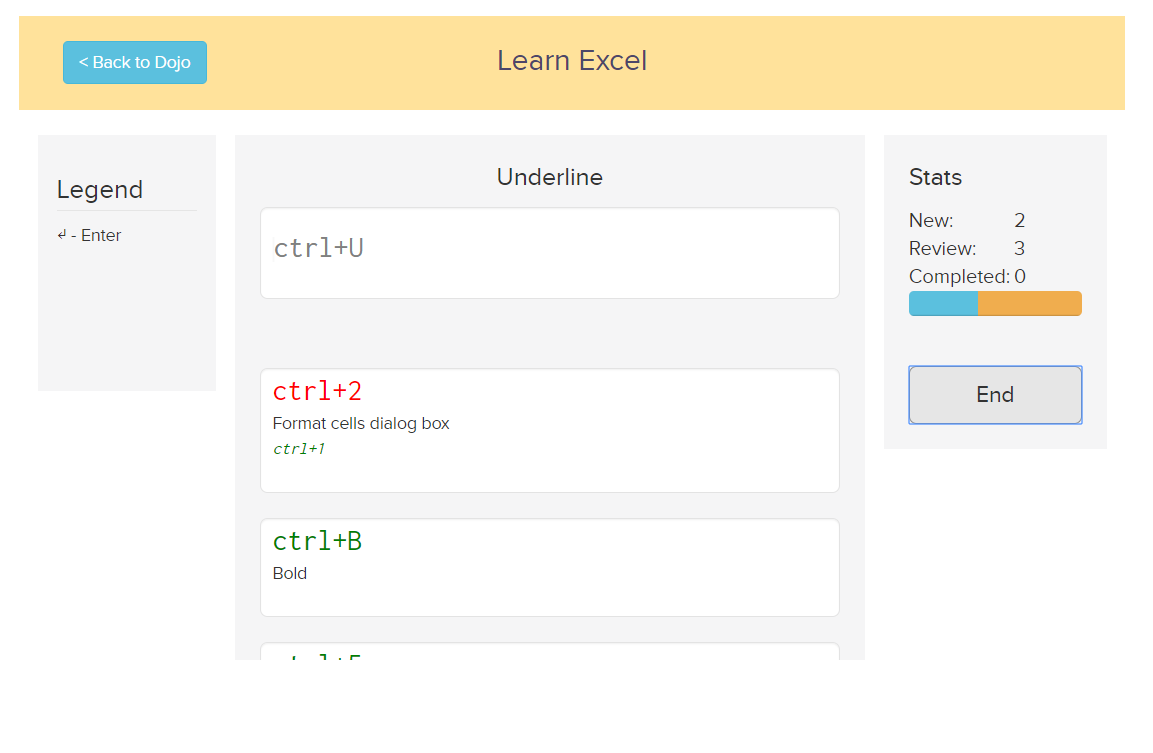 < Back to Dojo
Learn Excel
Legend
↵ - Enter
Underline
ctrl+U
ctrl+2
Format cells dialog box
ctrl+1
ctrl+B
Bold
Stats
New: 2
Review: 3
Completed: 0
End